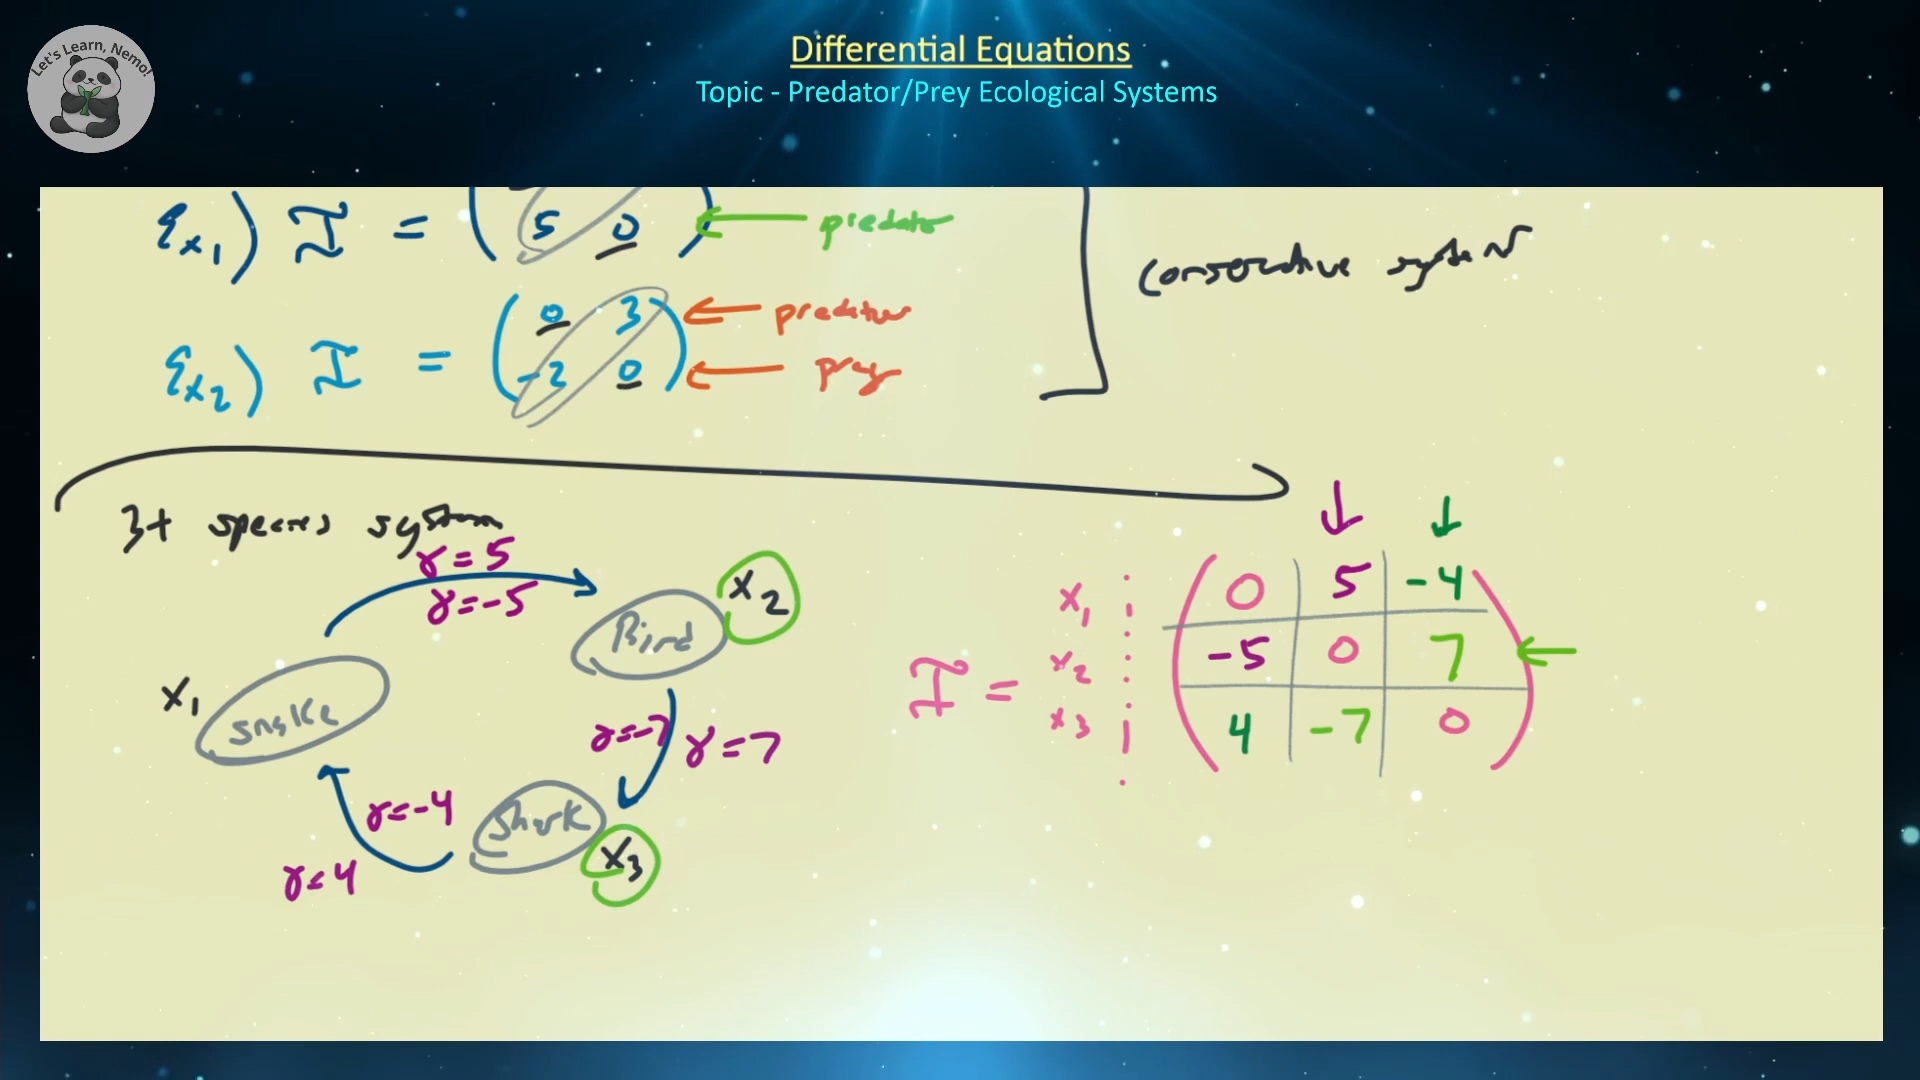 Let's Learn, Nemo!
Differential Equations
Topic - Predator/Prey Ecological Systems
Ex1) I = ( 5 0 ) ← predator
conservative system
Ex2) I = ( 0 3 ) ← predator
( -2 0 ) ← prey
3+ species system
γ = 5
γ = -5
Bird x2
x1 snake
γ = -7 γ = 7
γ = -4
shark x3
γ = 4
x1 ( 0 5 -4 )
I = x2 ( -5 0 7 ) ←
x3 ( 4 -7 0 )